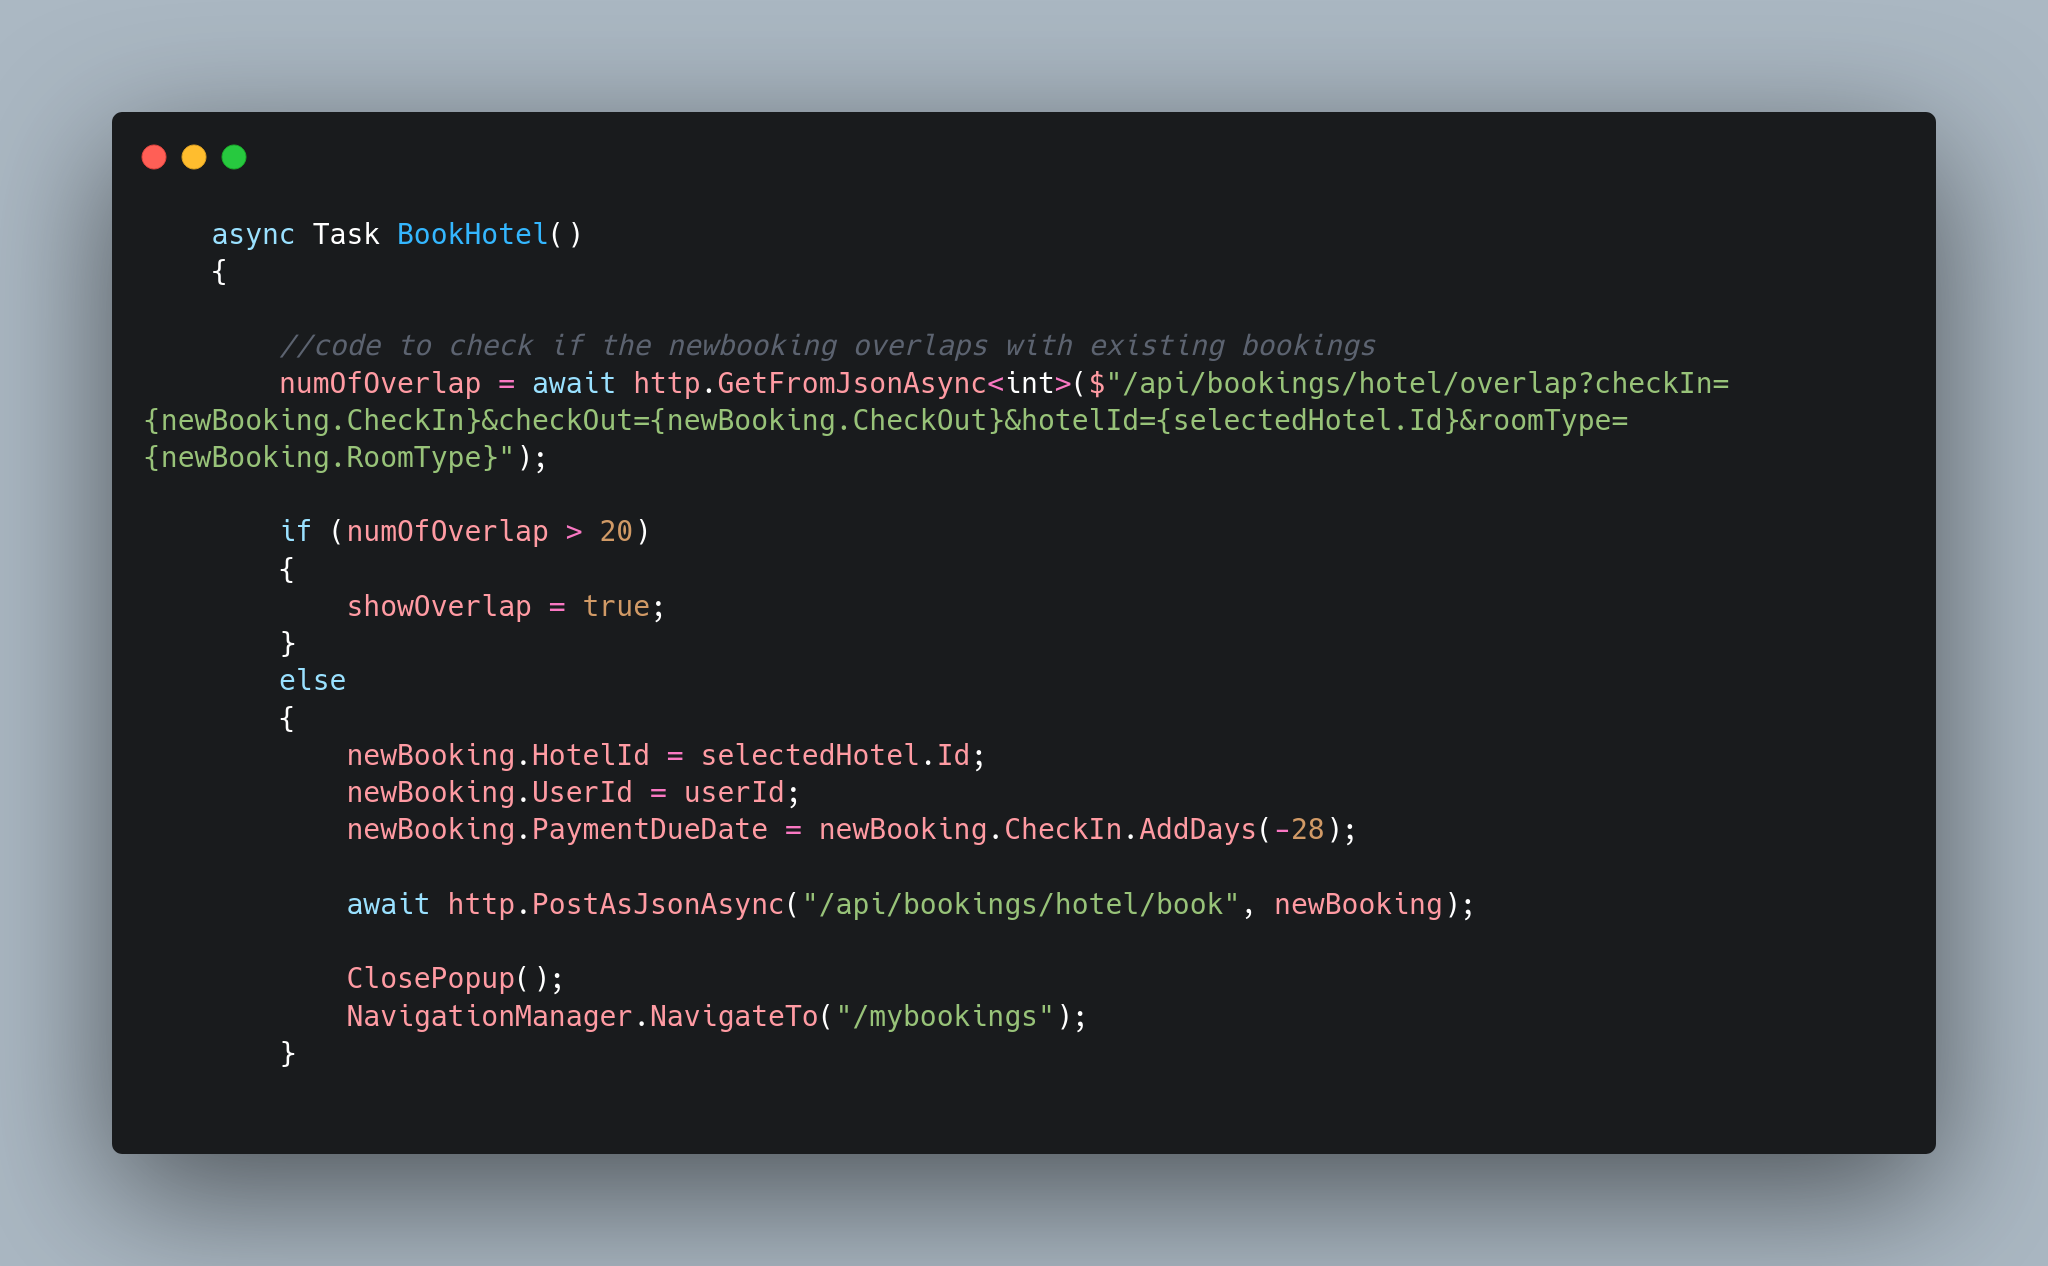 async Task BookHotel()
{
//code to check if the newbooking overlaps with existing bookings
numOfOverlap = await http.GetFromJsonAsync<int>($"/api/bookings/hotel/overlap?checkIn=
{newBooking.CheckIn}&checkOut={newBooking.CheckOut}&hotelId={selectedHotel.Id}&roomType=
{newBooking.RoomType}");
if (numOfOverlap > 20)
{
showOverlap = true;
}
else
{
newBooking.HotelId = selectedHotel.Id;
newBooking.UserId = userId;
newBooking.PaymentDueDate = newBooking.CheckIn.AddDays(-28);
await http.PostAsJsonAsync("/api/bookings/hotel/book", newBooking);
ClosePopup();
NavigationManager.NavigateTo("/mybookings");
}